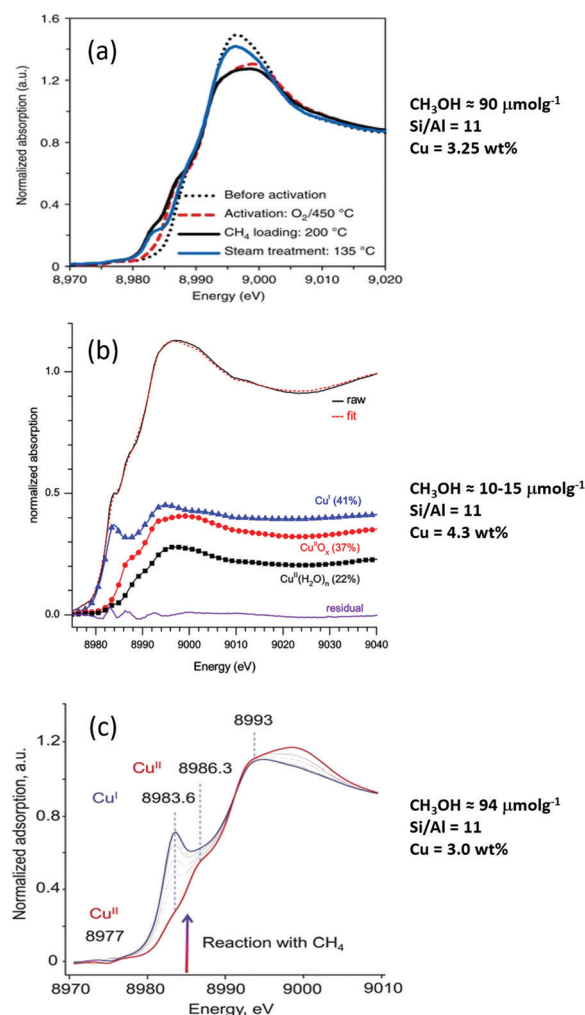 (a)
Normalized absorption (a.u.)
1.6
1.2
0.8
0.4
0
Before activation
Activation: O₂/450 °C
CH₄ loading: 200 °C
Steam treatment: 135 °C
8,970 8,980 8,990 9,000 9,010 9,020
Energy (eV)
CH₃OH ≈ 90 μmolg⁻¹
Si/Al = 11
Cu = 3.25 wt%
(b)
normalized absorption
1.0
0.5
0.0
raw
fit
Cuᴵ (41%)
CuᴵᴵOₓ (37%)
Cuᴵᴵ(H₂O)ₙ (22%)
residual
8980 8990 9000 9010 9020 9030 9040
Energy (eV)
CH₃OH ≈ 10-15 μmolg⁻¹
Si/Al = 11
Cu = 4.3 wt%
(c)
Normalized adsorption, a.u.
1.2
0.8
0.4
0
8993
Cuᴵᴵ
8986.3
Cuᴵ
8983.6
Cuᴵᴵ
8977
Reaction with CH₄
8970 8980 8990 9000 9010
Energy, eV
CH₃OH ≈ 94 μmolg⁻¹
Si/Al = 11
Cu = 3.0 wt%